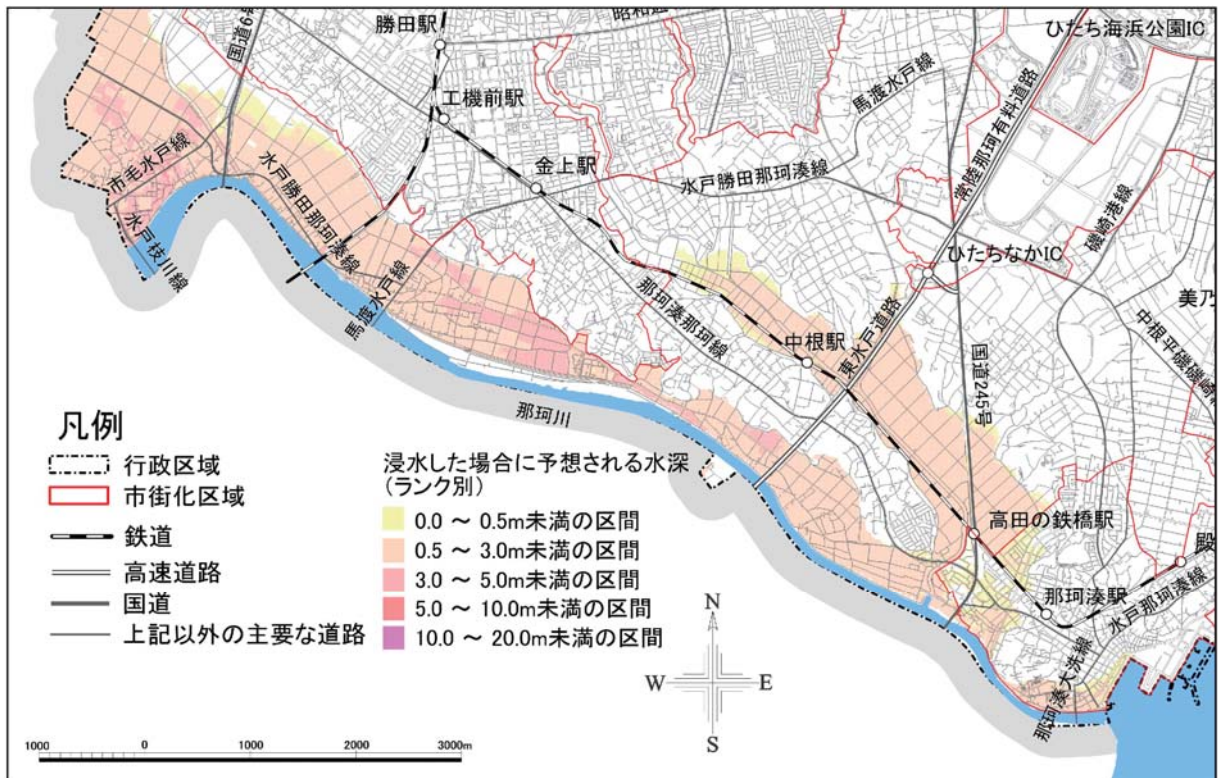 勝田駅
昭和通
ひたち海浜公園IC
国道6号
工機前駅
馬渡水戸線
常陸那珂有料道路
金上駅
市毛水戸線
水戸勝田那珂湊線
水戸勝田那珂湊線
磯崎港線
水戸枝川線
ひたちなかIC
美乃
馬渡水戸線
那珂湊那珂線
東水戸道路
中根駅
中根平磯磯崎線
国道245号
那珂川
凡例
行政区域
市街化区域
鉄道
高速道路
国道
上記以外の主要な道路
浸水した場合に予想される水深
(ランク別)
0.0 ～ 0.5m未満の区間
0.5 ～ 3.0m未満の区間
3.0 ～ 5.0m未満の区間
5.0 ～ 10.0m未満の区間
10.0 ～ 20.0m未満の区間
高田の鉄橋駅
殿
那珂湊駅
水戸那珂湊線
那珂湊大洗線
N
W
E
S
1000
0
1000
2000
3000m